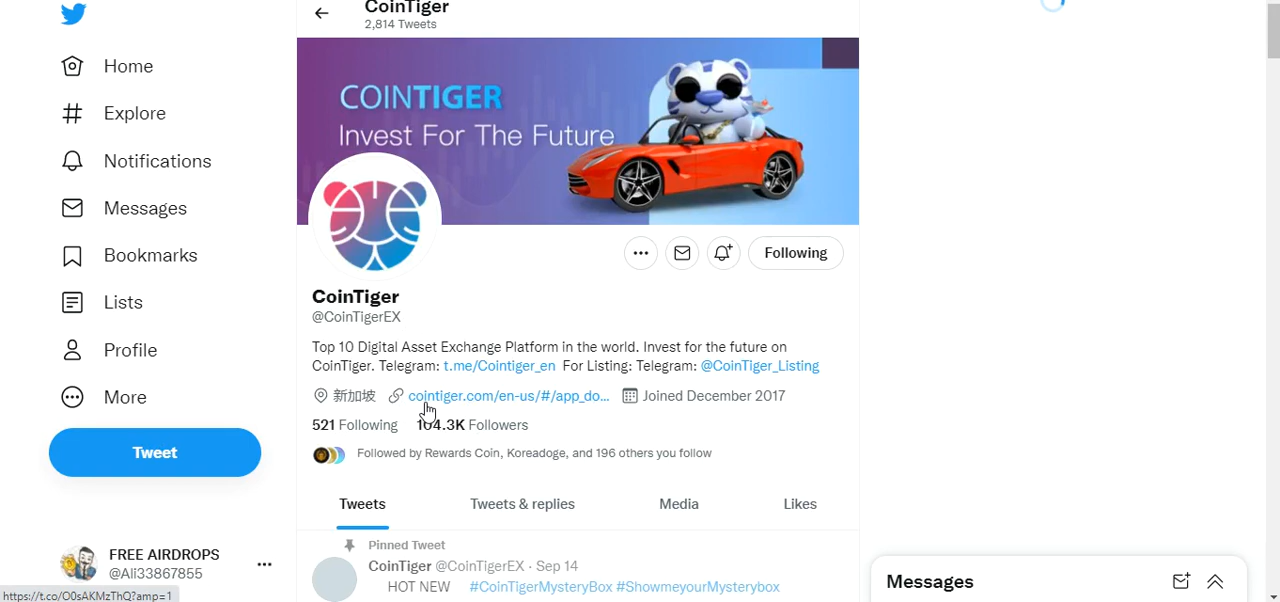 CoinTiger
2,814 Tweets
Home
Explore
Notifications
Messages
Bookmarks
Lists
Profile
More
Tweet
FREE AIRDROPS
@Ali33867855
https://t.co/O0sAKMzThQ?amp=1
COINTIGER
Invest For The Future
Following
CoinTiger
@CoinTigerEX
Top 10 Digital Asset Exchange Platform in the world. Invest for the future on
CoinTiger. Telegram: t.me/Cointiger_en For Listing: Telegram: @CoinTiger_Listing
新加坡 cointiger.com/en-us/#/app_do... Joined December 2017
521 Following 104.3K Followers
Followed by Rewards Coin, Koreadoge, and 196 others you follow
Tweets Tweets & replies Media Likes
Pinned Tweet
CoinTiger @CoinTigerEX · Sep 14
HOT NEW #CoinTigerMysteryBox #ShowmeyourMysterybox
Messages